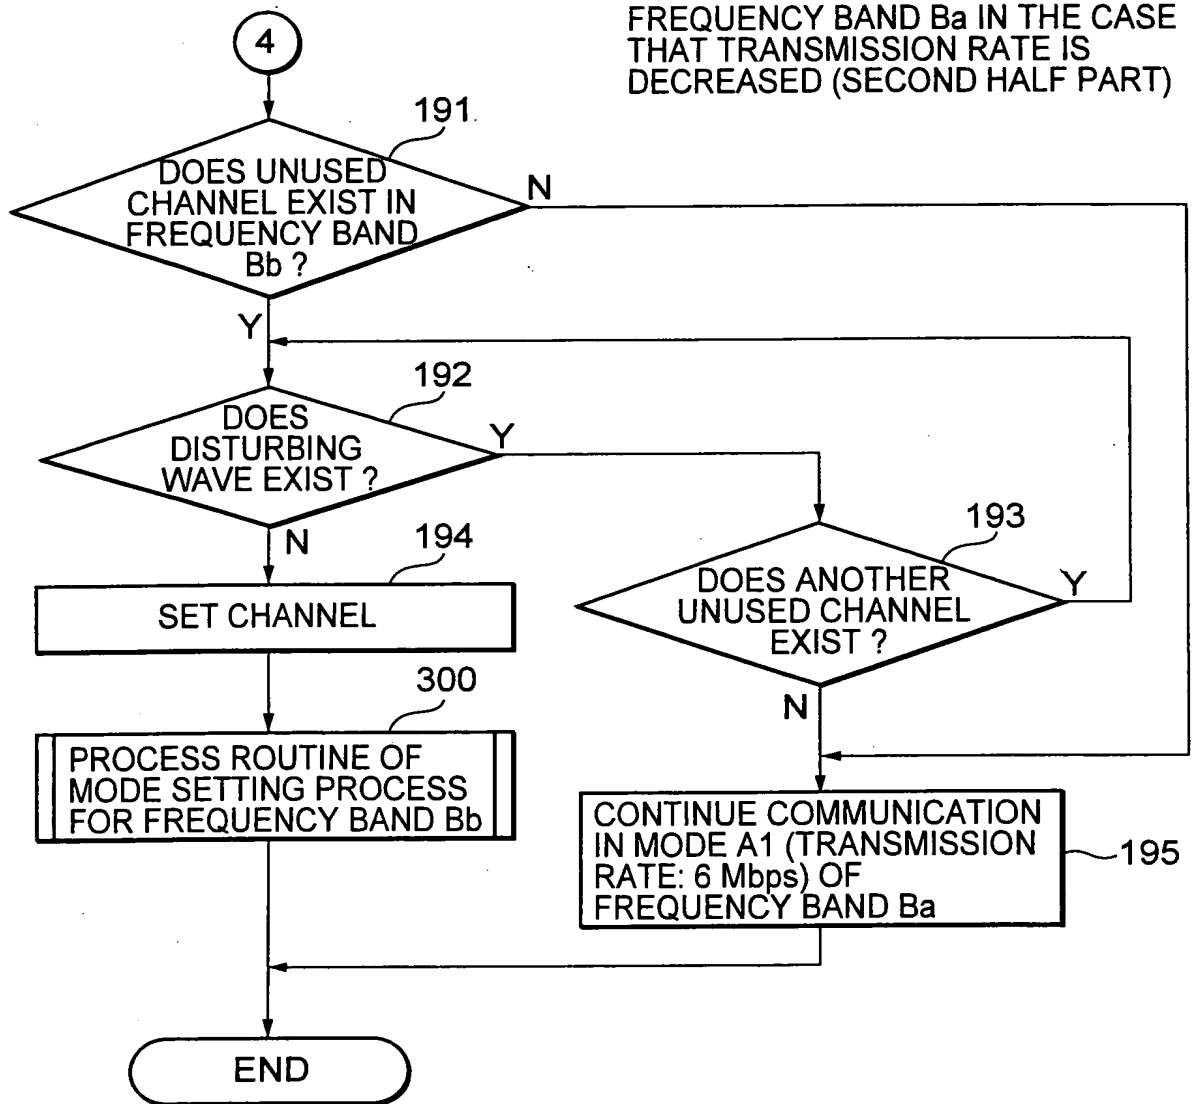 FREQUENCY BAND Ba IN THE CASE
THAT TRANSMISSION RATE IS
DECREASED (SECOND HALF PART)
4
191
DOES UNUSED
CHANNEL EXIST IN
FREQUENCY BAND
Bb ?
N
Y
192
DOES
DISTURBING
WAVE EXIST ?
Y
N
193
DOES ANOTHER
UNUSED CHANNEL
EXIST ?
Y
N
194
SET CHANNEL
300
PROCESS ROUTINE OF
MODE SETTING PROCESS
FOR FREQUENCY BAND Bb
CONTINUE COMMUNICATION
IN MODE A1 (TRANSMISSION
RATE: 6 Mbps) OF
FREQUENCY BAND Ba
195
END